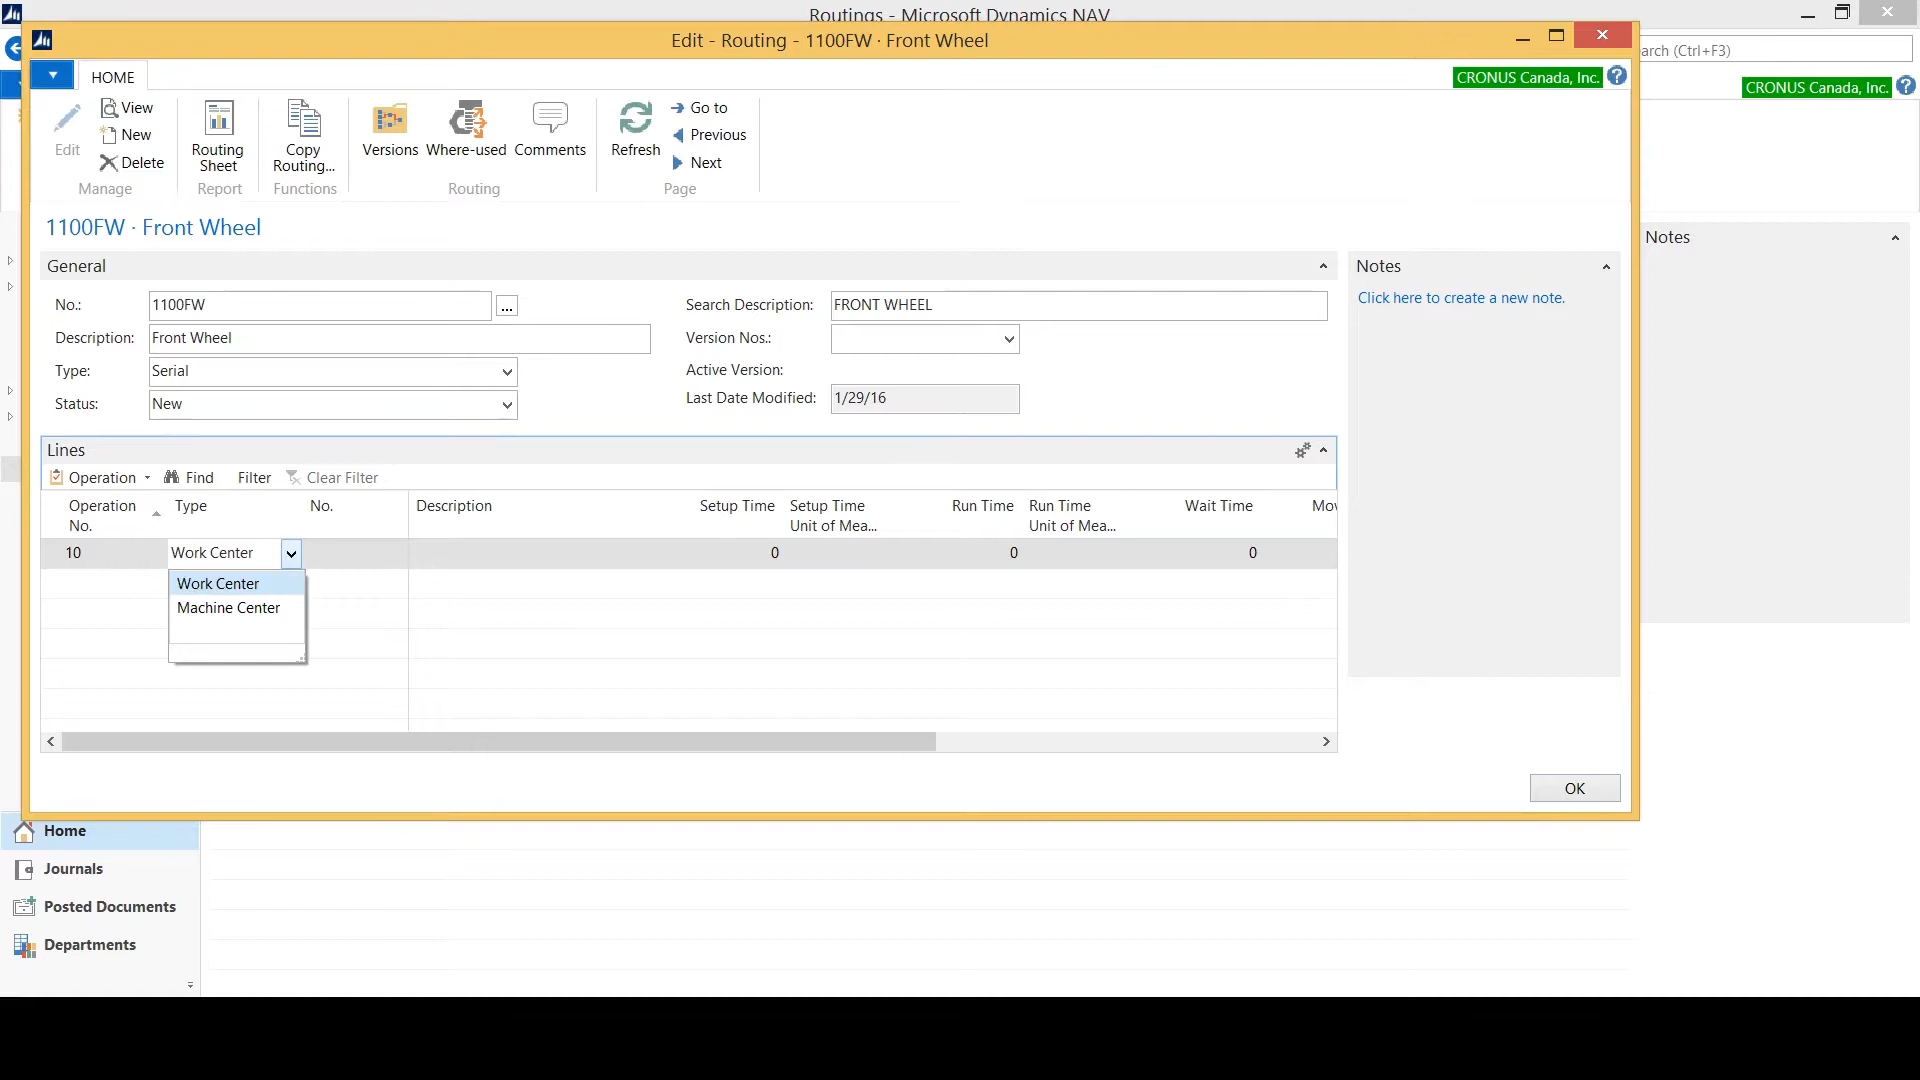 Routings - Microsoft Dynamics NAV
Edit - Routing - 1100FW · Front Wheel
arch (Ctrl+F3)
HOME
CRONUS Canada, Inc.
CRONUS Canada, Inc.
Edit
View
New
Delete
Manage
Routing Sheet
Report
Copy Routing...
Functions
Versions
Where-used
Comments
Routing
Refresh
Go to
Previous
Next
Page
1100FW · Front Wheel
General
Notes
Notes
Click here to create a new note.
No.:
1100FW
...
Search Description:
FRONT WHEEL
Description:
Front Wheel
Version Nos.:
Type:
Serial
Active Version:
Status:
New
Last Date Modified:
1/29/16
Lines
Operation
Find
Filter
Clear Filter
Operation No.
Type
No.
Description
Setup Time
Setup Time Unit of Mea...
Run Time
Run Time Unit of Mea...
Wait Time
Mov
10
Work Center
0
0
0
Work Center
Machine Center
OK
Home
Journals
Posted Documents
Departments